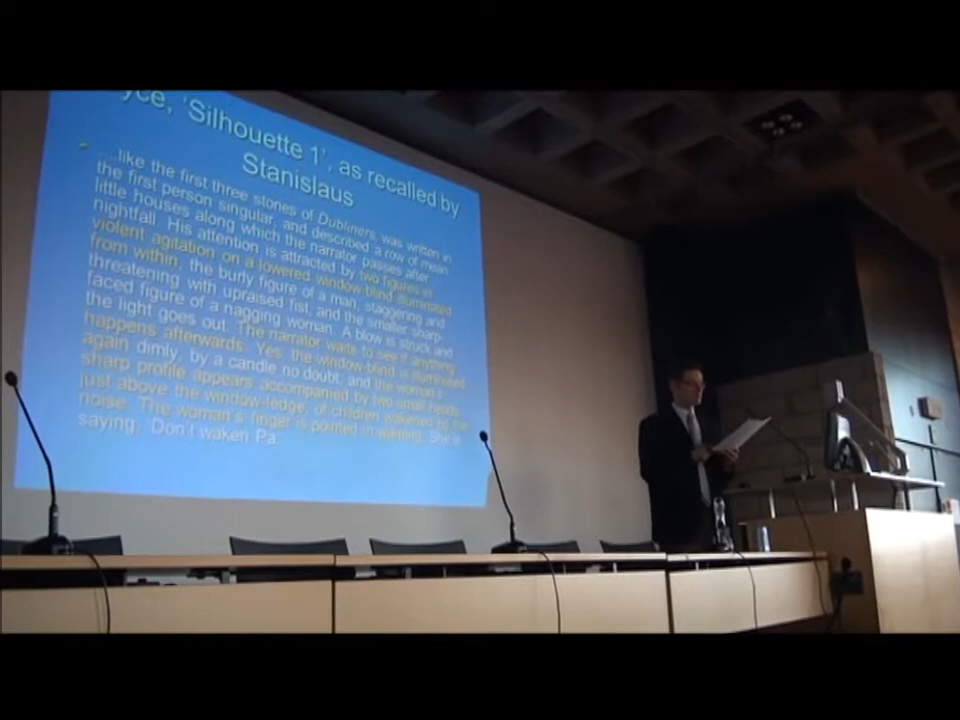 yce, 'Silhouette 1', as recalled by
Stanislaus
...like the first three stories of Dubliners, was written in
the first person singular, and described a row of mean
little houses along which the narrator passes after
nightfall. His attention is attracted by two figures in
violent agitation on a lowered window-blind illuminated
from within, the burly figure of a man, staggering and
threatening with upraised fist, and the smaller sharp-
faced figure of a nagging woman. A blow is struck and
the light goes out. The narrator waits to see if anything
happens afterwards. Yes, the window-blind is illuminated
again dimly, by a candle no doubt, and the woman's
sharp profile appears accompanied by two small heads,
just above the window-ledge, of children wakened by the
noise. The woman's finger is pointed in warning. She is
saying, 'Don't waken Pa.'